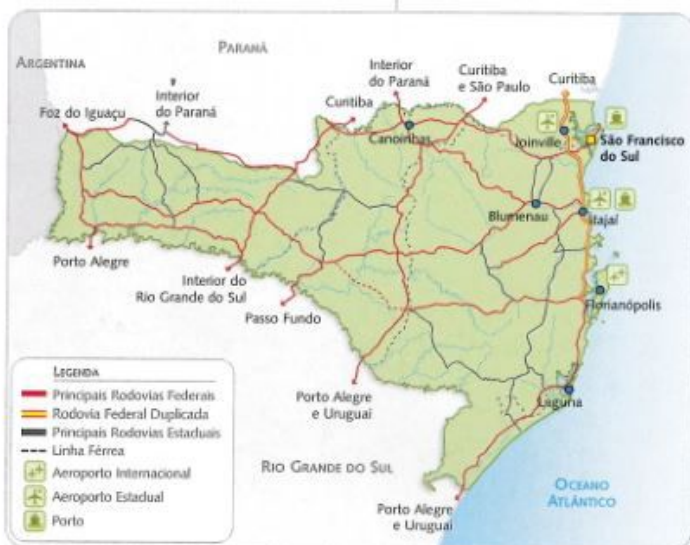 PARANÁ
ARGENTINA
Foz do Iguaçu
Interior
do Paraná
Curitiba
Interior
do Paraná
Curitiba
e São Paulo
Curitiba
Canoinhas
Joinville
São Francisco
do Sul
Blumenau
Itajaí
Florianópolis
Porto Alegre
Interior do
Rio Grande do Sul
Passo Fundo
Porto Alegre
e Uruguai
Laguna
RIO GRANDE DO SUL
Porto Alegre
e Uruguai
OCEANO
ATLÂNTICO
LEGENDA
Principais Rodovias Federais
Rodovia Federal Duplicada
Principais Rodovias Estaduais
Linha Férrea
Aeroporto Internacional
Aeroporto Estadual
Porto